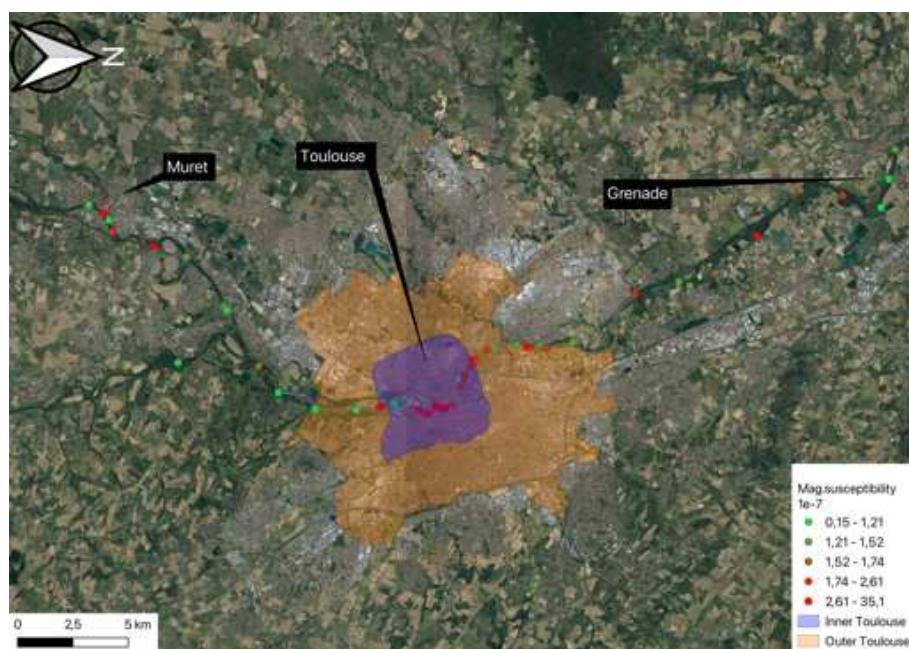 N
Muret
Toulouse
Grenade
Mag.susceptibility
1e-7
0,15 - 1,21
1,21 - 1,52
1,52 - 1,74
1,74 - 2,61
2,61 - 35,1
Inner Toulouse
Outer Toulouse
0 2,5 5 km